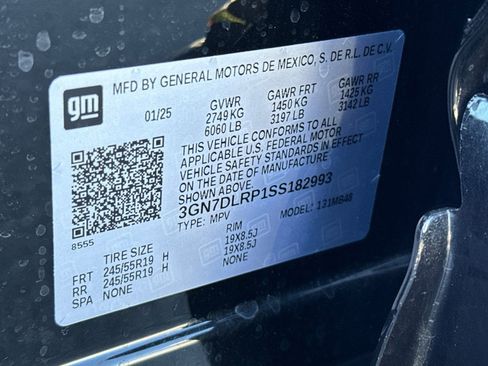 gm
MFD BY GENERAL MOTORS DE MEXICO, S. DE R.L. DE C.V.
01/25 GVWR GAWR FRT GAWR RR
2749 KG 1450 KG 1425 KG
6060 LB 3197 LB 3142 LB
THIS VEHICLE CONFORMS TO ALL
APPLICABLE U.S. FEDERAL MOTOR
VEHICLE SAFETY STANDARDS IN EFFECT
ON THE DATE OF MANUFACTURE
SHOWN ABOVE.
3GN7DLRP1SS182993
TYPE: MPV MODEL: 131MB48
8555
TIRE SIZE RIM
FRT 245/55R19 H 19X8.5J
RR 245/55R19 H 19X8.5J
SPA NONE NONE